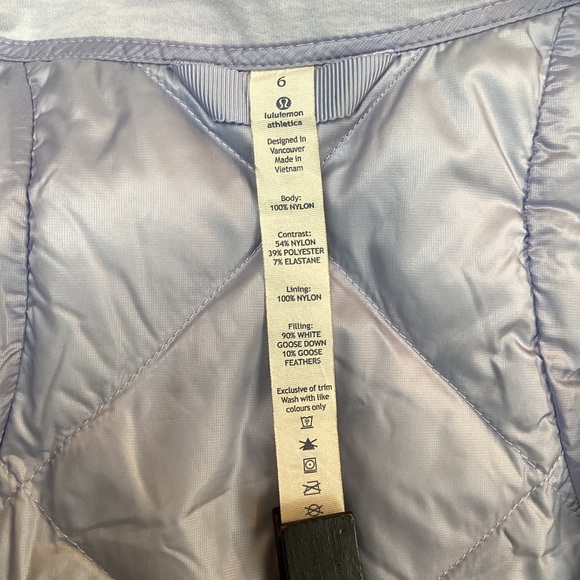 6
lululemon
athletica
Designed in
Vancouver
Made in
Vietnam
Body:
100% NYLON
Contrast:
54% NYLON
39% POLYESTER
7% ELASTANE
Lining:
100% NYLON
Filling:
90% WHITE
GOOSE DOWN
10% GOOSE
FEATHERS
Exclusive of trim
Wash with like
colours only